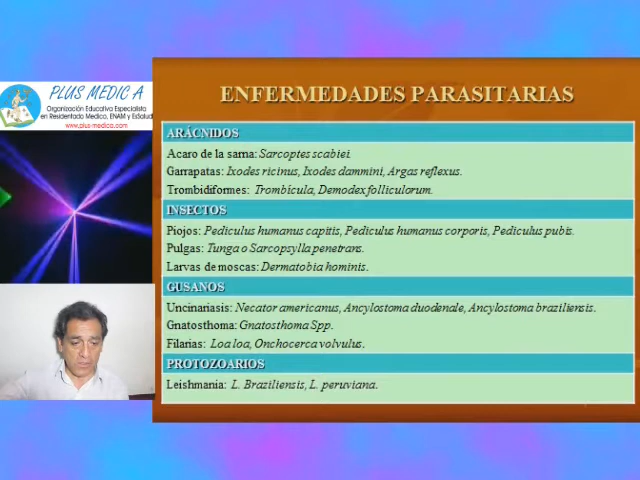 PLUS MEDIC A
Organización Educativa Especialista
en Residentado Medico, ENAM y EsSalud
www.plus-medica.com
ENFERMEDADES PARASITARIAS
ARÁCNIDOS
Acaro de la sarna: Sarcoptes scabiei.
Garrapatas: Ixodes ricinus, Ixodes dammini, Argas reflexus.
Trombidiformes: Trombícula, Demodex folliculorum.
INSECTOS
Piojos: Pediculus humanus capitis, Pediculus humanus corporis, Pediculus pubis.
Pulgas: Tunga o Sarcopsylla penetrans.
Larvas de moscas: Dermatobia hominis.
GUSANOS
Uncinariasis: Necator americanus, Ancylostoma duodenale, Ancylostoma braziliensis.
Gnatosthoma: Gnatosthoma Spp.
Filarias: Loa loa, Onchocerca volvulus.
PROTOZOARIOS
Leishmania: L. Braziliensis, L. peruviana.